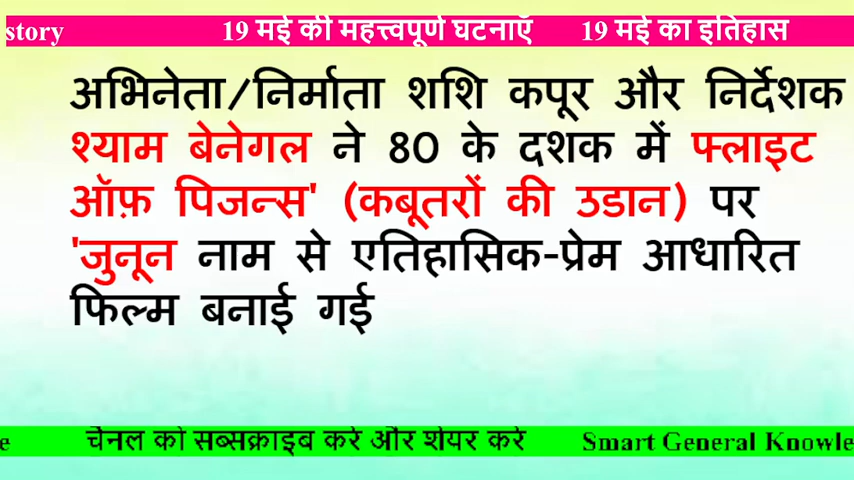 story 19 मई की महत्त्वपूर्ण घटनाएँ 19 मई का इतिहास
अभिनेता/निर्माता शशि कपूर और निर्देशक
श्याम बेनेगल ने 80 के दशक में फ्लाइट
ऑफ़ पिजन्स' (कबूतरों की उडान) पर
'जुनून नाम से एतिहासिक-प्रेम आधारित
फिल्म बनाई गई
e चैनल को सब्सक्राइब करें और शेयर करें Smart General Knowle